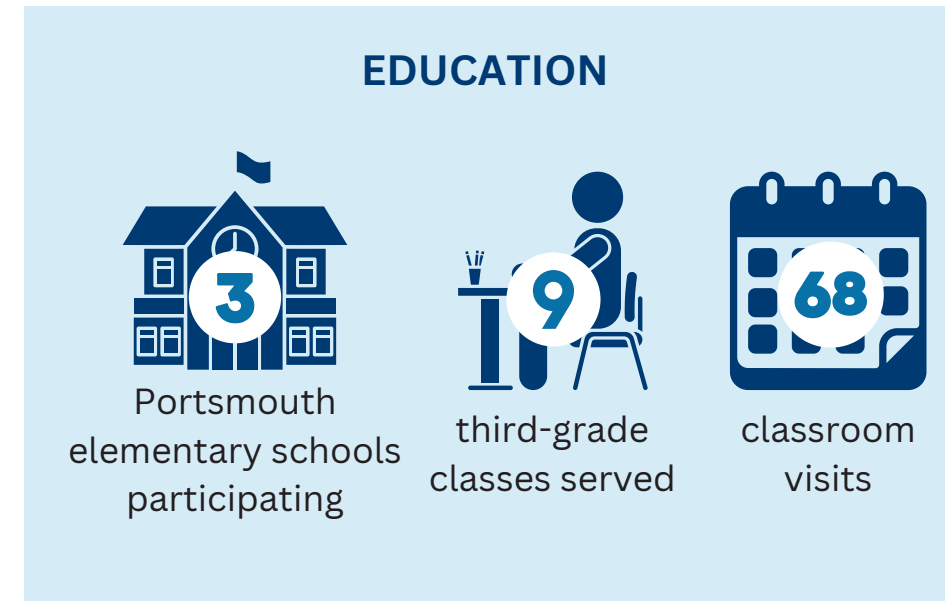 EDUCATION
3
Portsmouth
elementary schools
participating
9
third-grade
classes served
68
classroom
visits